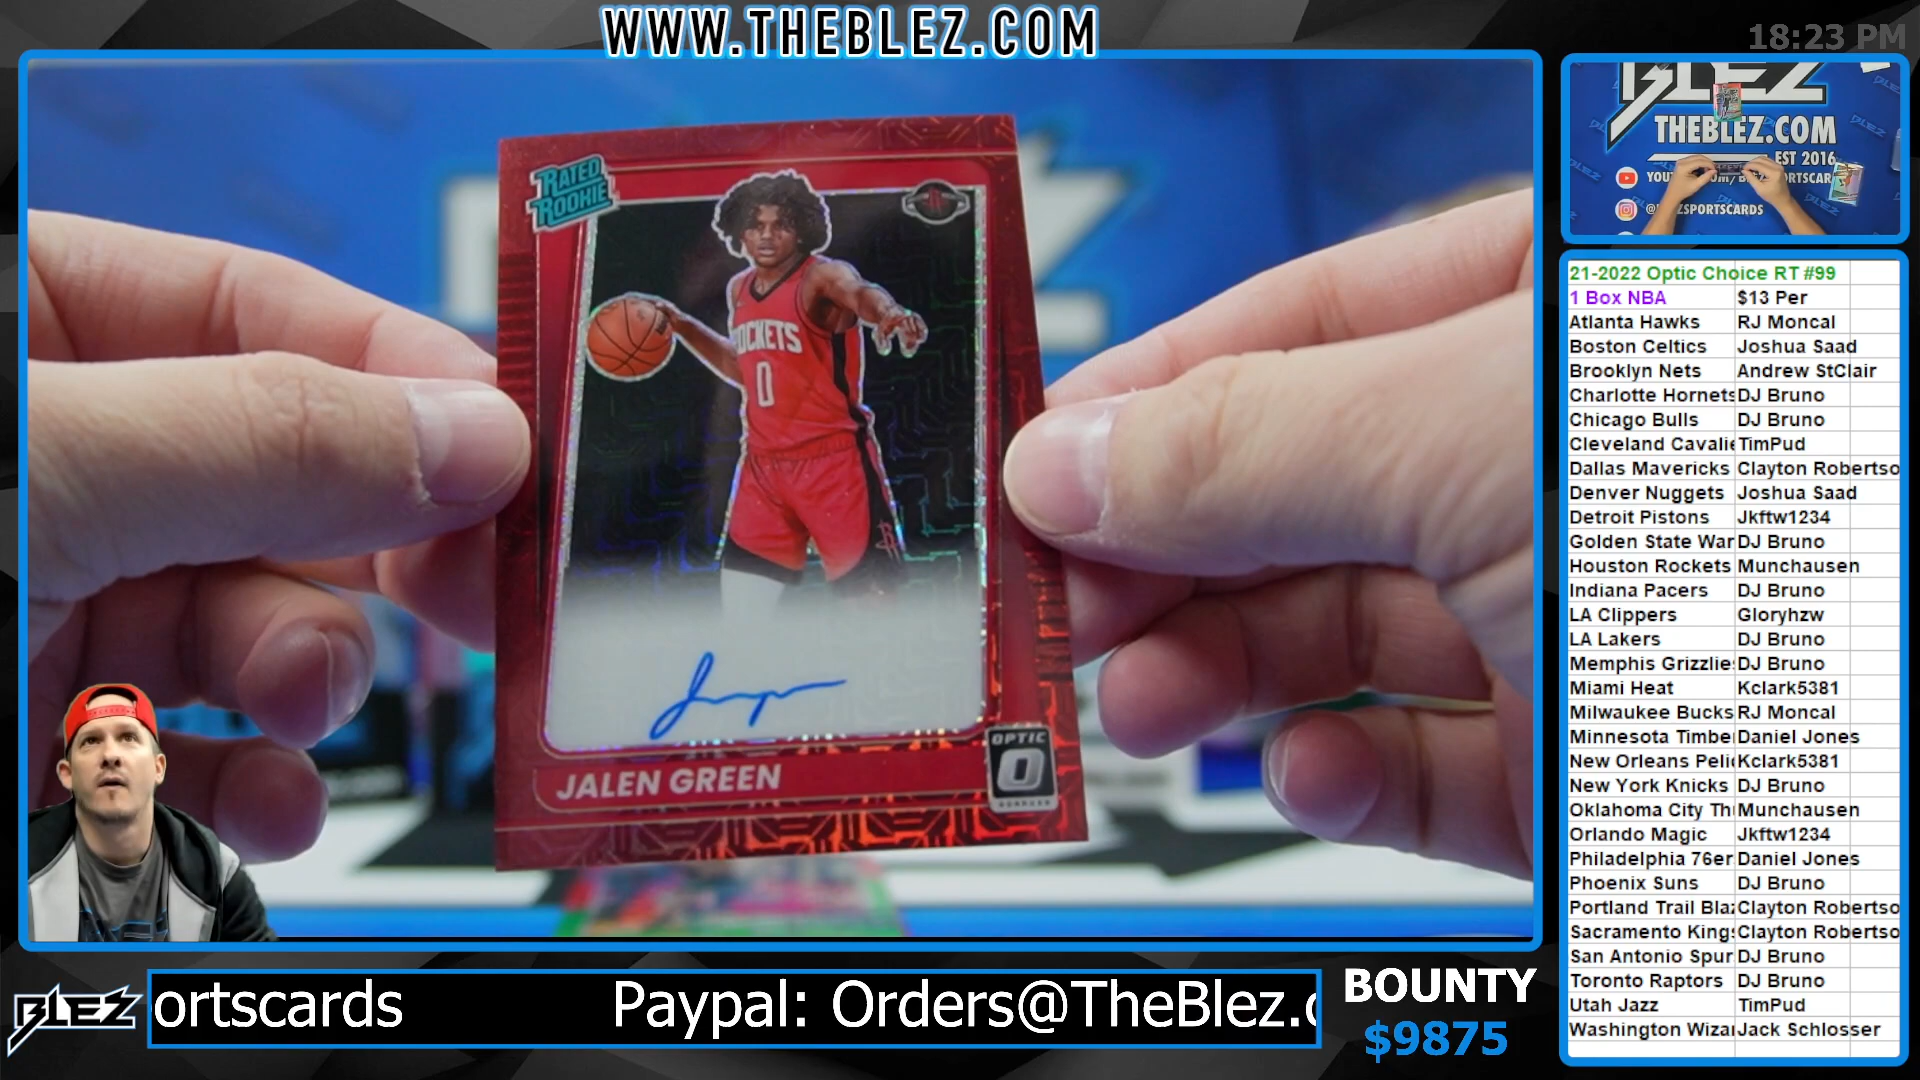 WWW.THEBLEZ.COM
18:23 PM
RATED
ROOKIE
ROCKETS
0
JALEN GREEN
OPTIC
O
DONRUSS
BLEZ
THEBLEZ.COM
EST 2016
21-2022 Optic Choice RT #99
1 Box NBA $13 Per
Atlanta Hawks RJ Moncal
Boston Celtics Joshua Saad
Brooklyn Nets Andrew StClair
Charlotte Hornets DJ Bruno
Chicago Bulls DJ Bruno
Cleveland Cavalie TimPud
Dallas Mavericks Clayton Robertso
Denver Nuggets Joshua Saad
Detroit Pistons Jkftw1234
Golden State War DJ Bruno
Houston Rockets Munchausen
Indiana Pacers DJ Bruno
LA Clippers Gloryhzw
LA Lakers DJ Bruno
Memphis Grizzlies DJ Bruno
Miami Heat Kclark5381
Milwaukee Bucks RJ Moncal
Minnesota Timbe Daniel Jones
New Orleans Peli Kclark5381
New York Knicks DJ Bruno
Oklahoma City Th Munchausen
Orlando Magic Jkftw1234
Philadelphia 76er Daniel Jones
Phoenix Suns DJ Bruno
Portland Trail Bla Clayton Robertso
Sacramento Kings Clayton Robertso
San Antonio Spur DJ Bruno
Toronto Raptors DJ Bruno
Utah Jazz TimPud
Washington Wiza Jack Schlosser
BLEZ
ortscards Paypal: Orders@TheBlez.c
BOUNTY
$9875